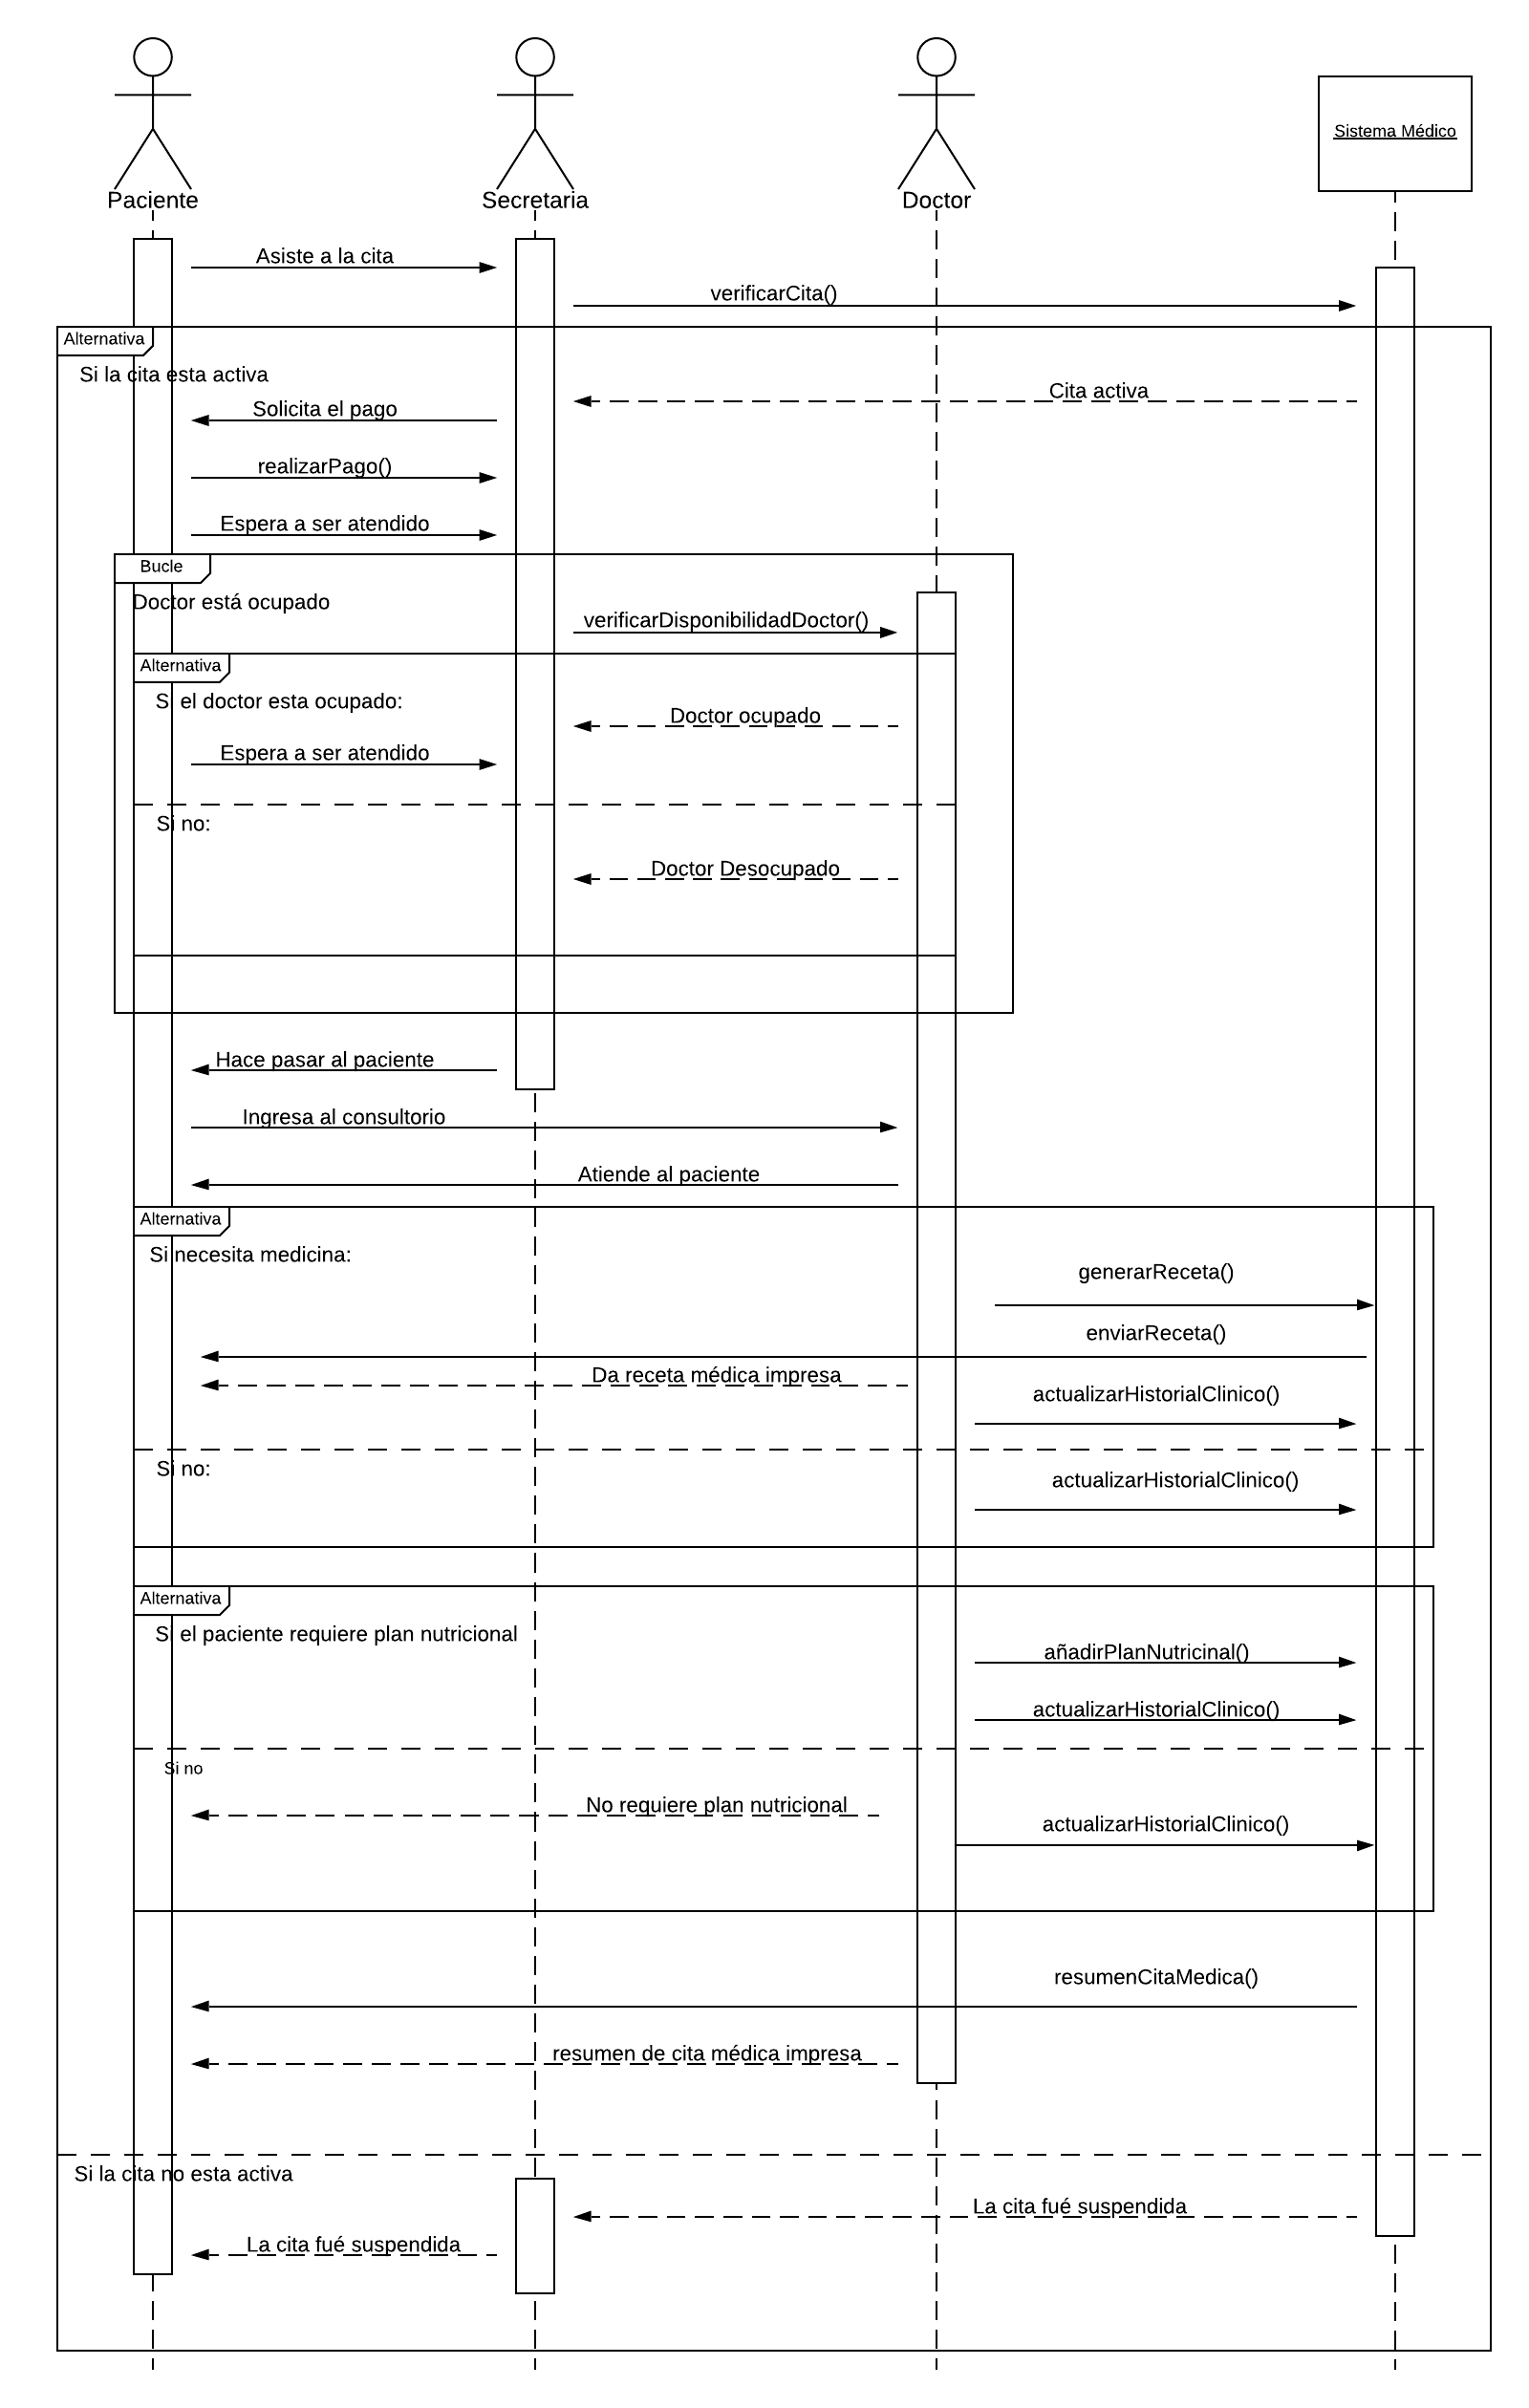 Paciente
Secretaria
Doctor
Sistema Médico
Asiste a la cita
verificarCita()
Alternativa
Si la cita esta activa
Cita activa
Solicita el pago
realizarPago()
Espera a ser atendido
Bucle
Doctor está ocupado
verificarDisponibilidadDoctor()
Alternativa
Si el doctor esta ocupado:
Doctor ocupado
Espera a ser atendido
Si no:
Doctor Desocupado
Hace pasar al paciente
Ingresa al consultorio
Atiende al paciente
Alternativa
Si necesita medicina:
generarReceta()
enviarReceta()
Da receta médica impresa
actualizarHistorialClinico()
Si no:
actualizarHistorialClinico()
Alternativa
Si el paciente requiere plan nutricional
añadirPlanNutricinal()
actualizarHistorialClinico()
Si no
No requiere plan nutricional
actualizarHistorialClinico()
resumenCitaMedica()
resumen de cita médica impresa
Si la cita no esta activa
La cita fué suspendida
La cita fué suspendida